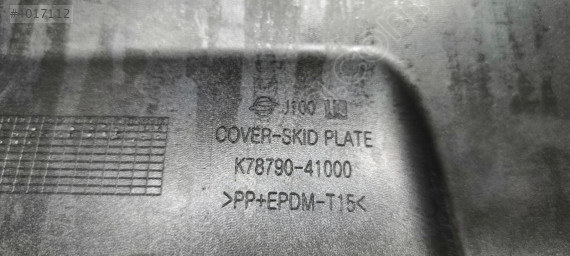 #017112
J100
COVER-SKID PLATE
K78790-41000
>PP+EPDM-T15<